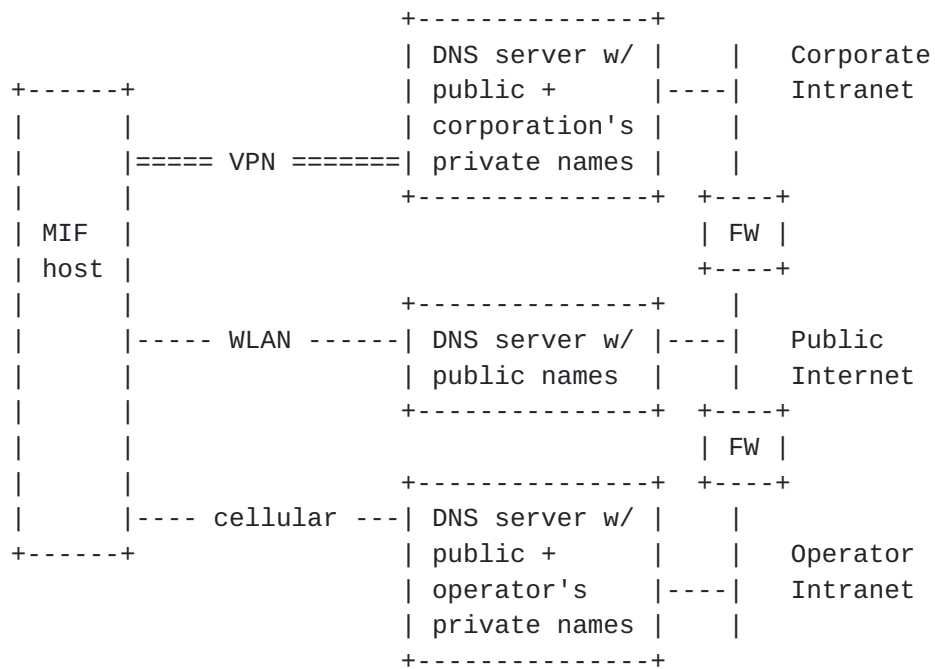 DNS server w/ Corporate
public + Intranet
corporation's
===== VPN ======= private names
MIF FW
host
----- WLAN ------ DNS server w/ Public
public names Internet
FW
---- cellular --- DNS server w/
public + Operator
operator's Intranet
private names